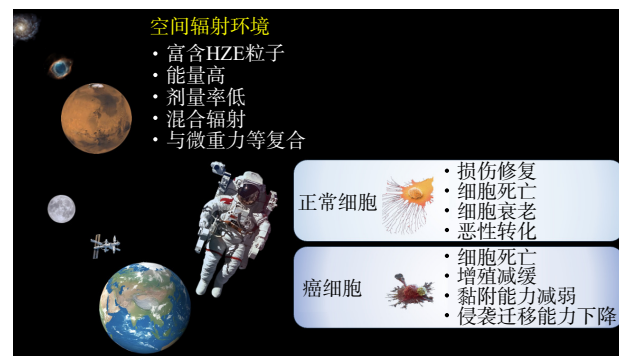 空间辐射环境
· 富含HZE粒子
· 能量高
· 剂量率低
· 混合辐射
· 与微重力等复合
正常细胞
· 损伤修复
· 细胞死亡
· 细胞衰老
· 恶性转化
癌细胞
· 细胞死亡
· 增殖减缓
· 黏附能力减弱
· 侵袭迁移能力下降